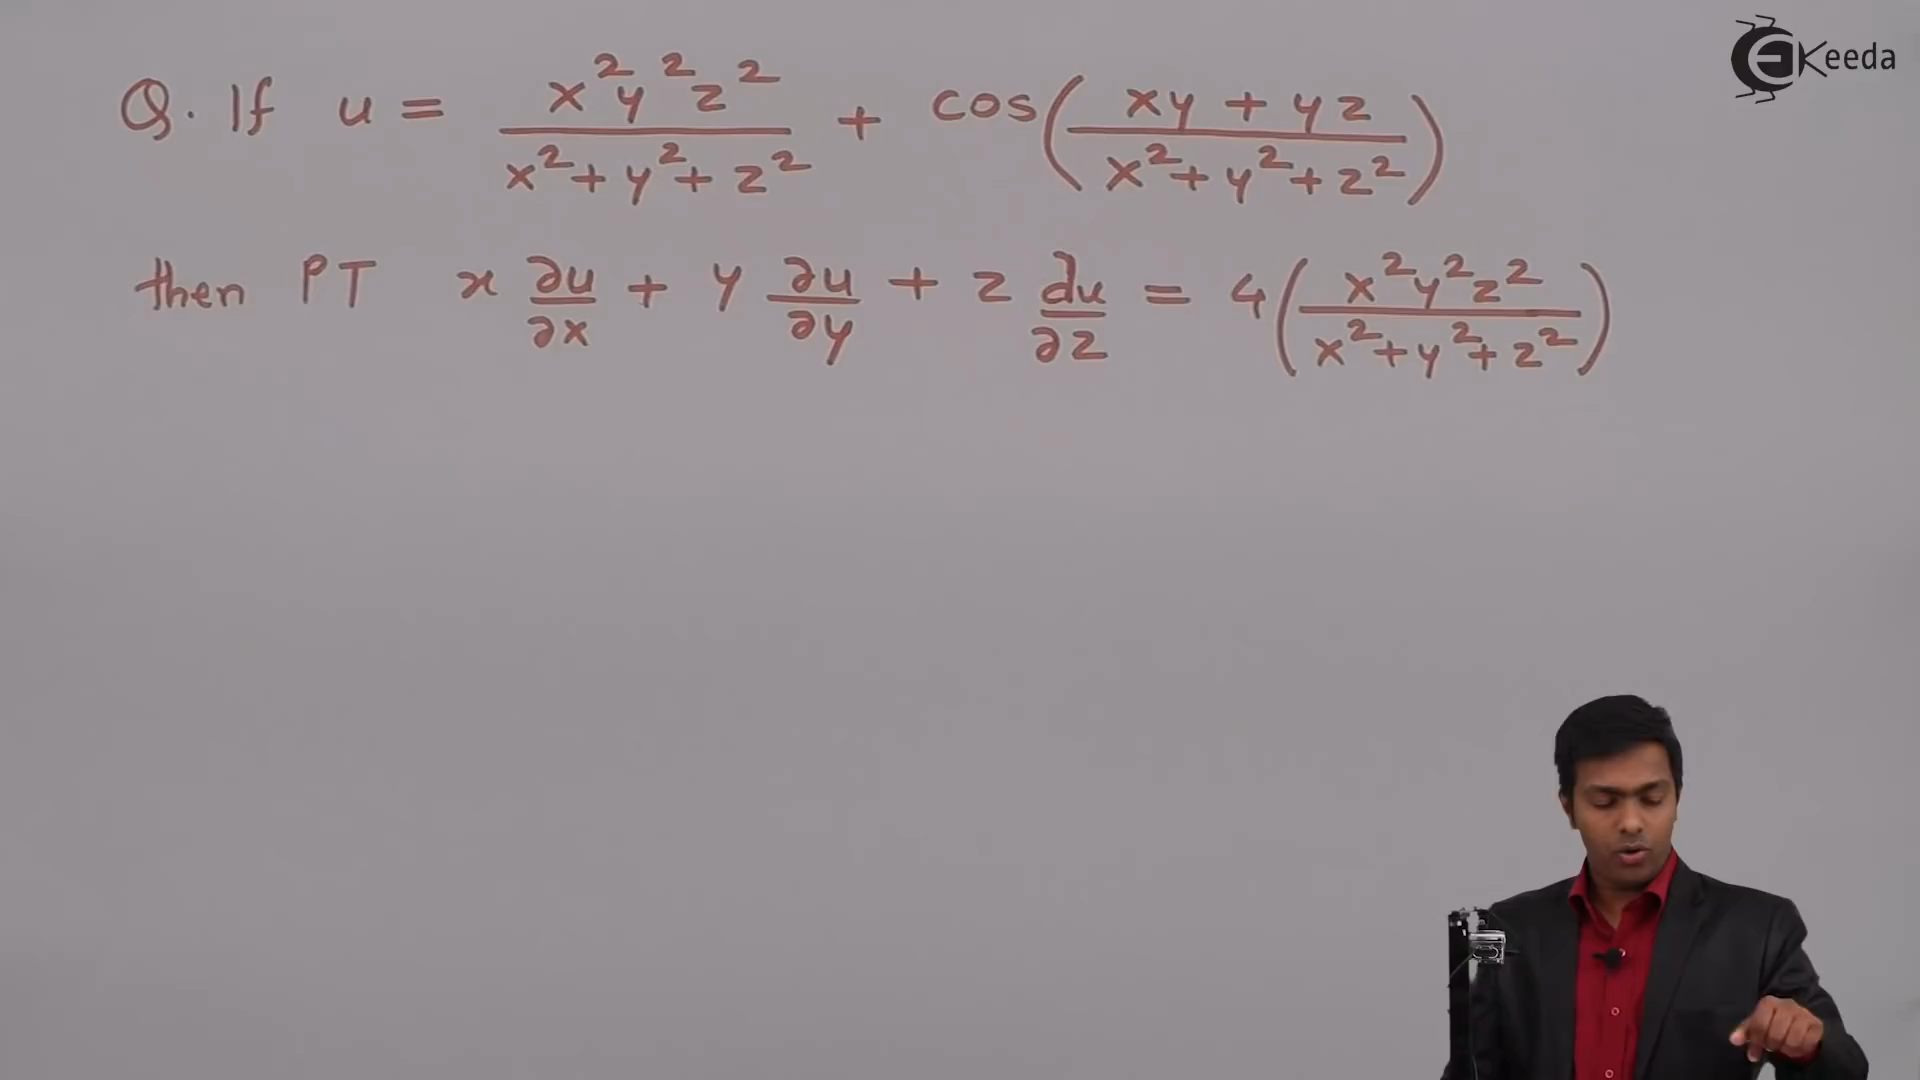 Keeda
Q. If u = x²y²z² / x²+y²+z² + cos( xy + yz / x²+y²+z² )
then PT x ∂u/∂x + y ∂u/∂y + z du/∂z = 4( x²y²z² / x²+y²+z² )